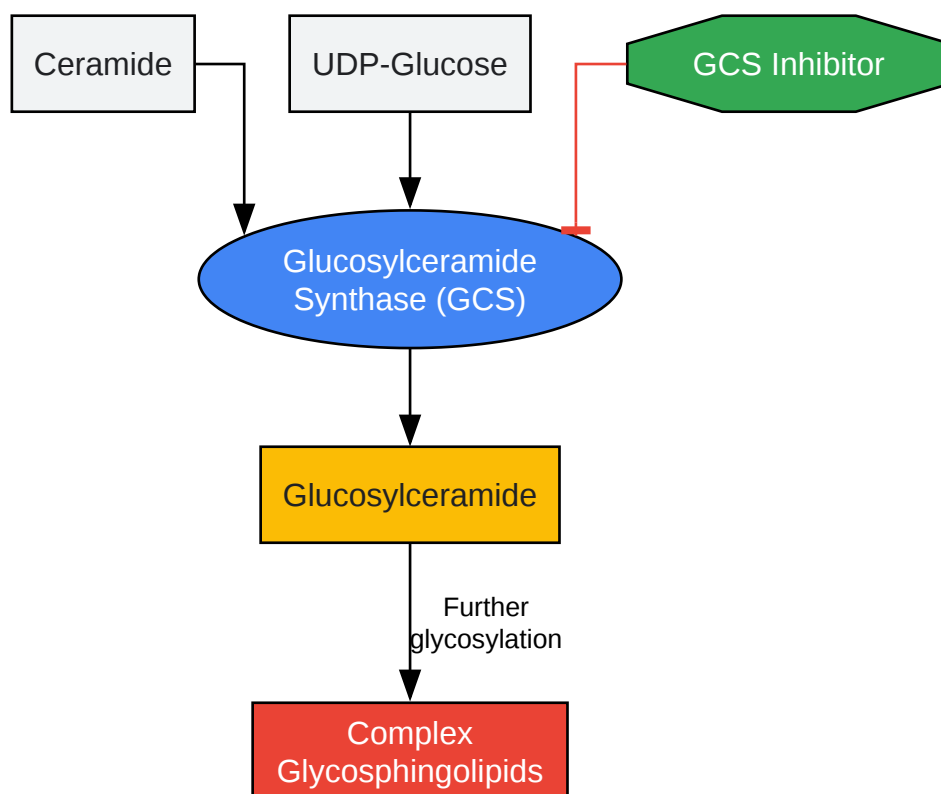 Ceramide
UDP-Glucose
GCS Inhibitor
Glucosylceramide
Synthase (GCS)
Glucosylceramide
Further
glycosylation
Complex
Glycosphingolipids